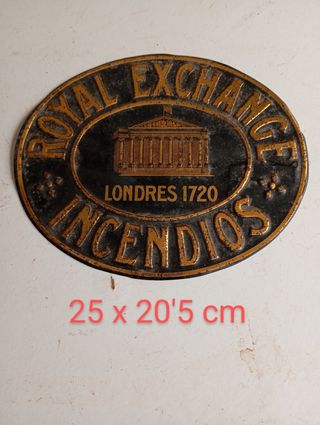 ROYAL EXCHANGE
LONDRES 1720
INCENDIOS
25 x 20'5 cm